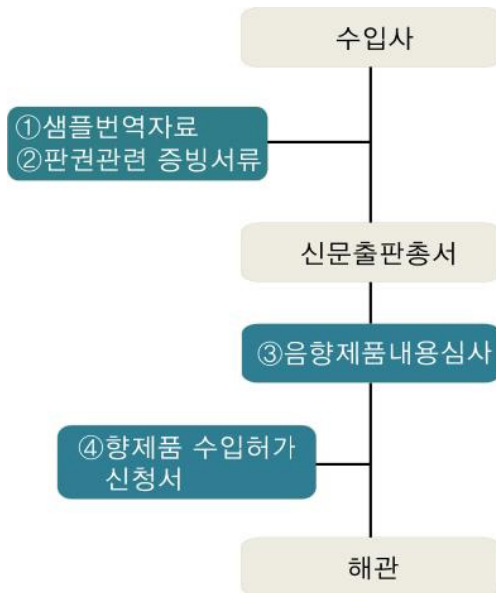 수입사
①샘플번역자료
②판권관련 증빙서류
신문출판총서
③음향제품내용심사
④향제품 수입허가
신청서
해관